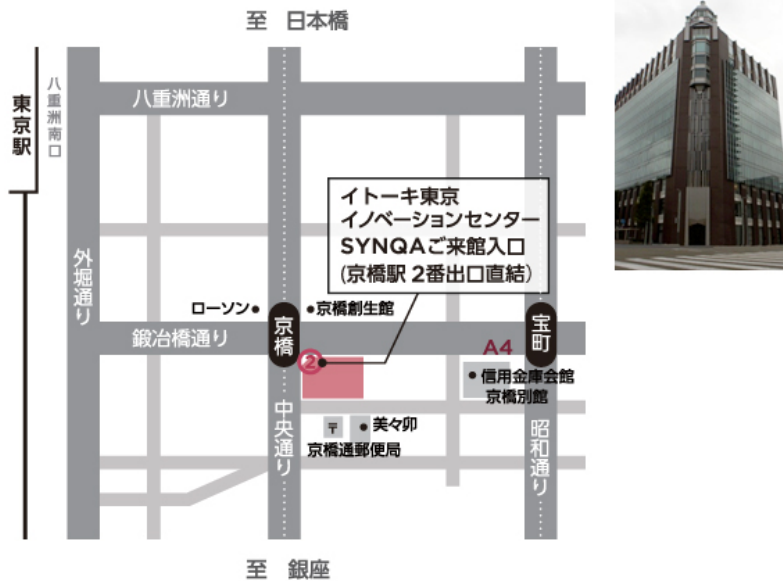 至 日本橋
八重洲南口
東京駅
八重洲通り
イトーキ東京
イノベーションセンター
SYNQAご来館入口
(京橋駅 2番出口直結)
外堀通り
ローソン
京橋創生館
京橋
宝町
鍛冶橋通り
A4
2
信用金庫会館
京橋別館
中央通り
昭和通り
〒
美々卯
京橋通郵便局
至 銀座